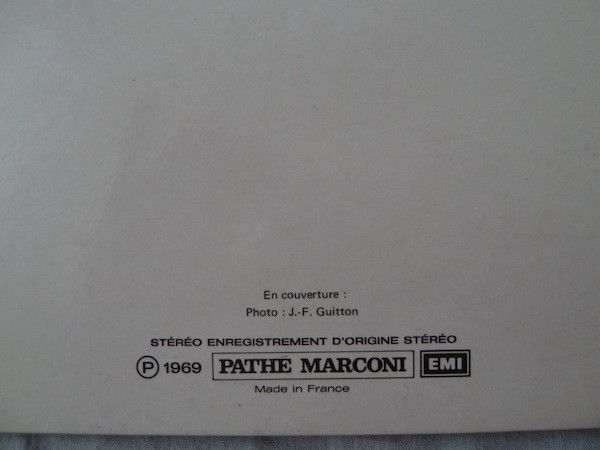 En couverture :
Photo : J.-F. Guitton
STÉRÉO ENREGISTREMENT D'ORIGINE STÉRÉO
Ⓟ 1969 PATHÉ MARCONI EMI
Made in France